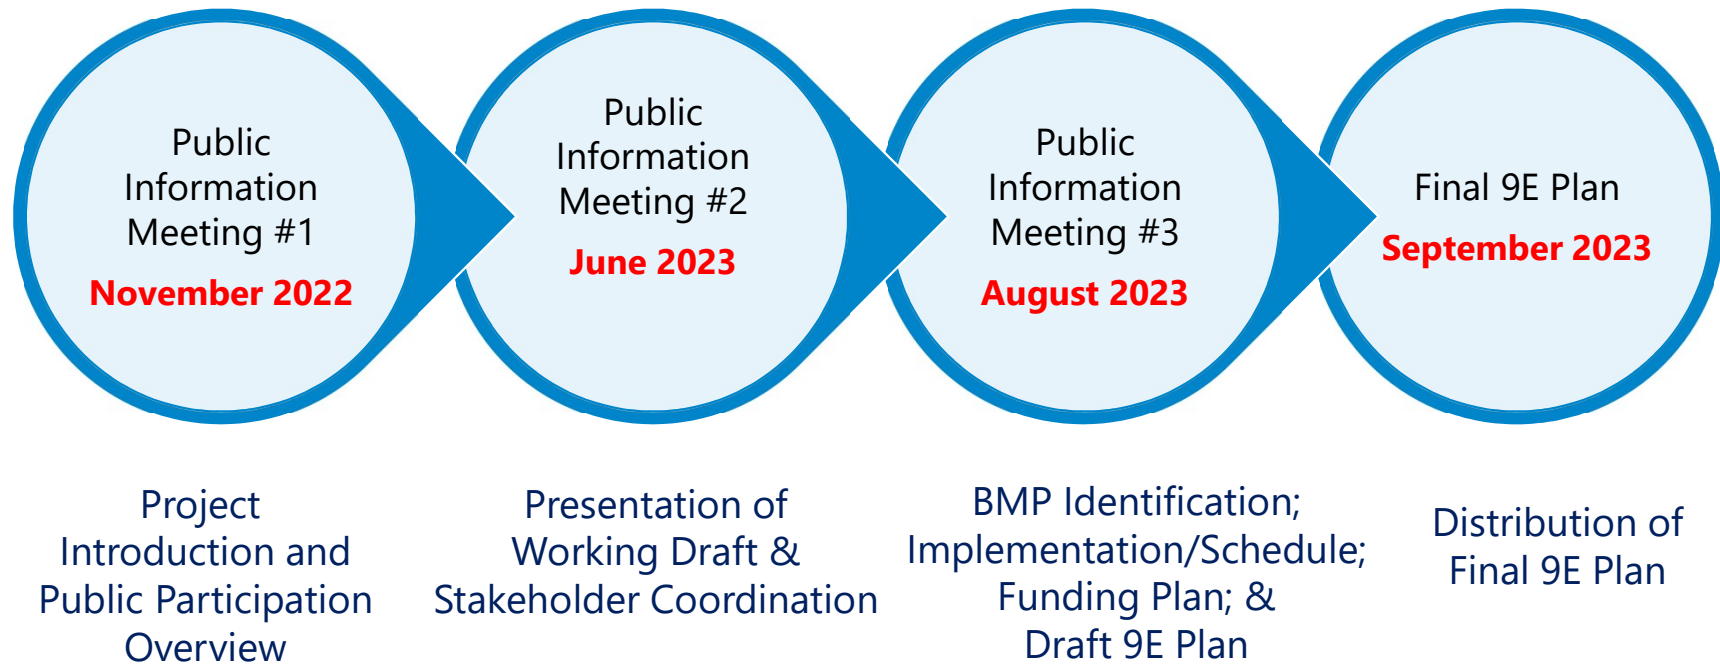 Public
Information
Meeting #1
November 2022
Public
Information
Meeting #2
June 2023
Public
Information
Meeting #3
August 2023
Final 9E Plan
September 2023
Project
Introduction and
Public Participation
Overview
Presentation of
Working Draft &
Stakeholder Coordination
BMP Identification;
Implementation/Schedule;
Funding Plan; &
Draft 9E Plan
Distribution of
Final 9E Plan